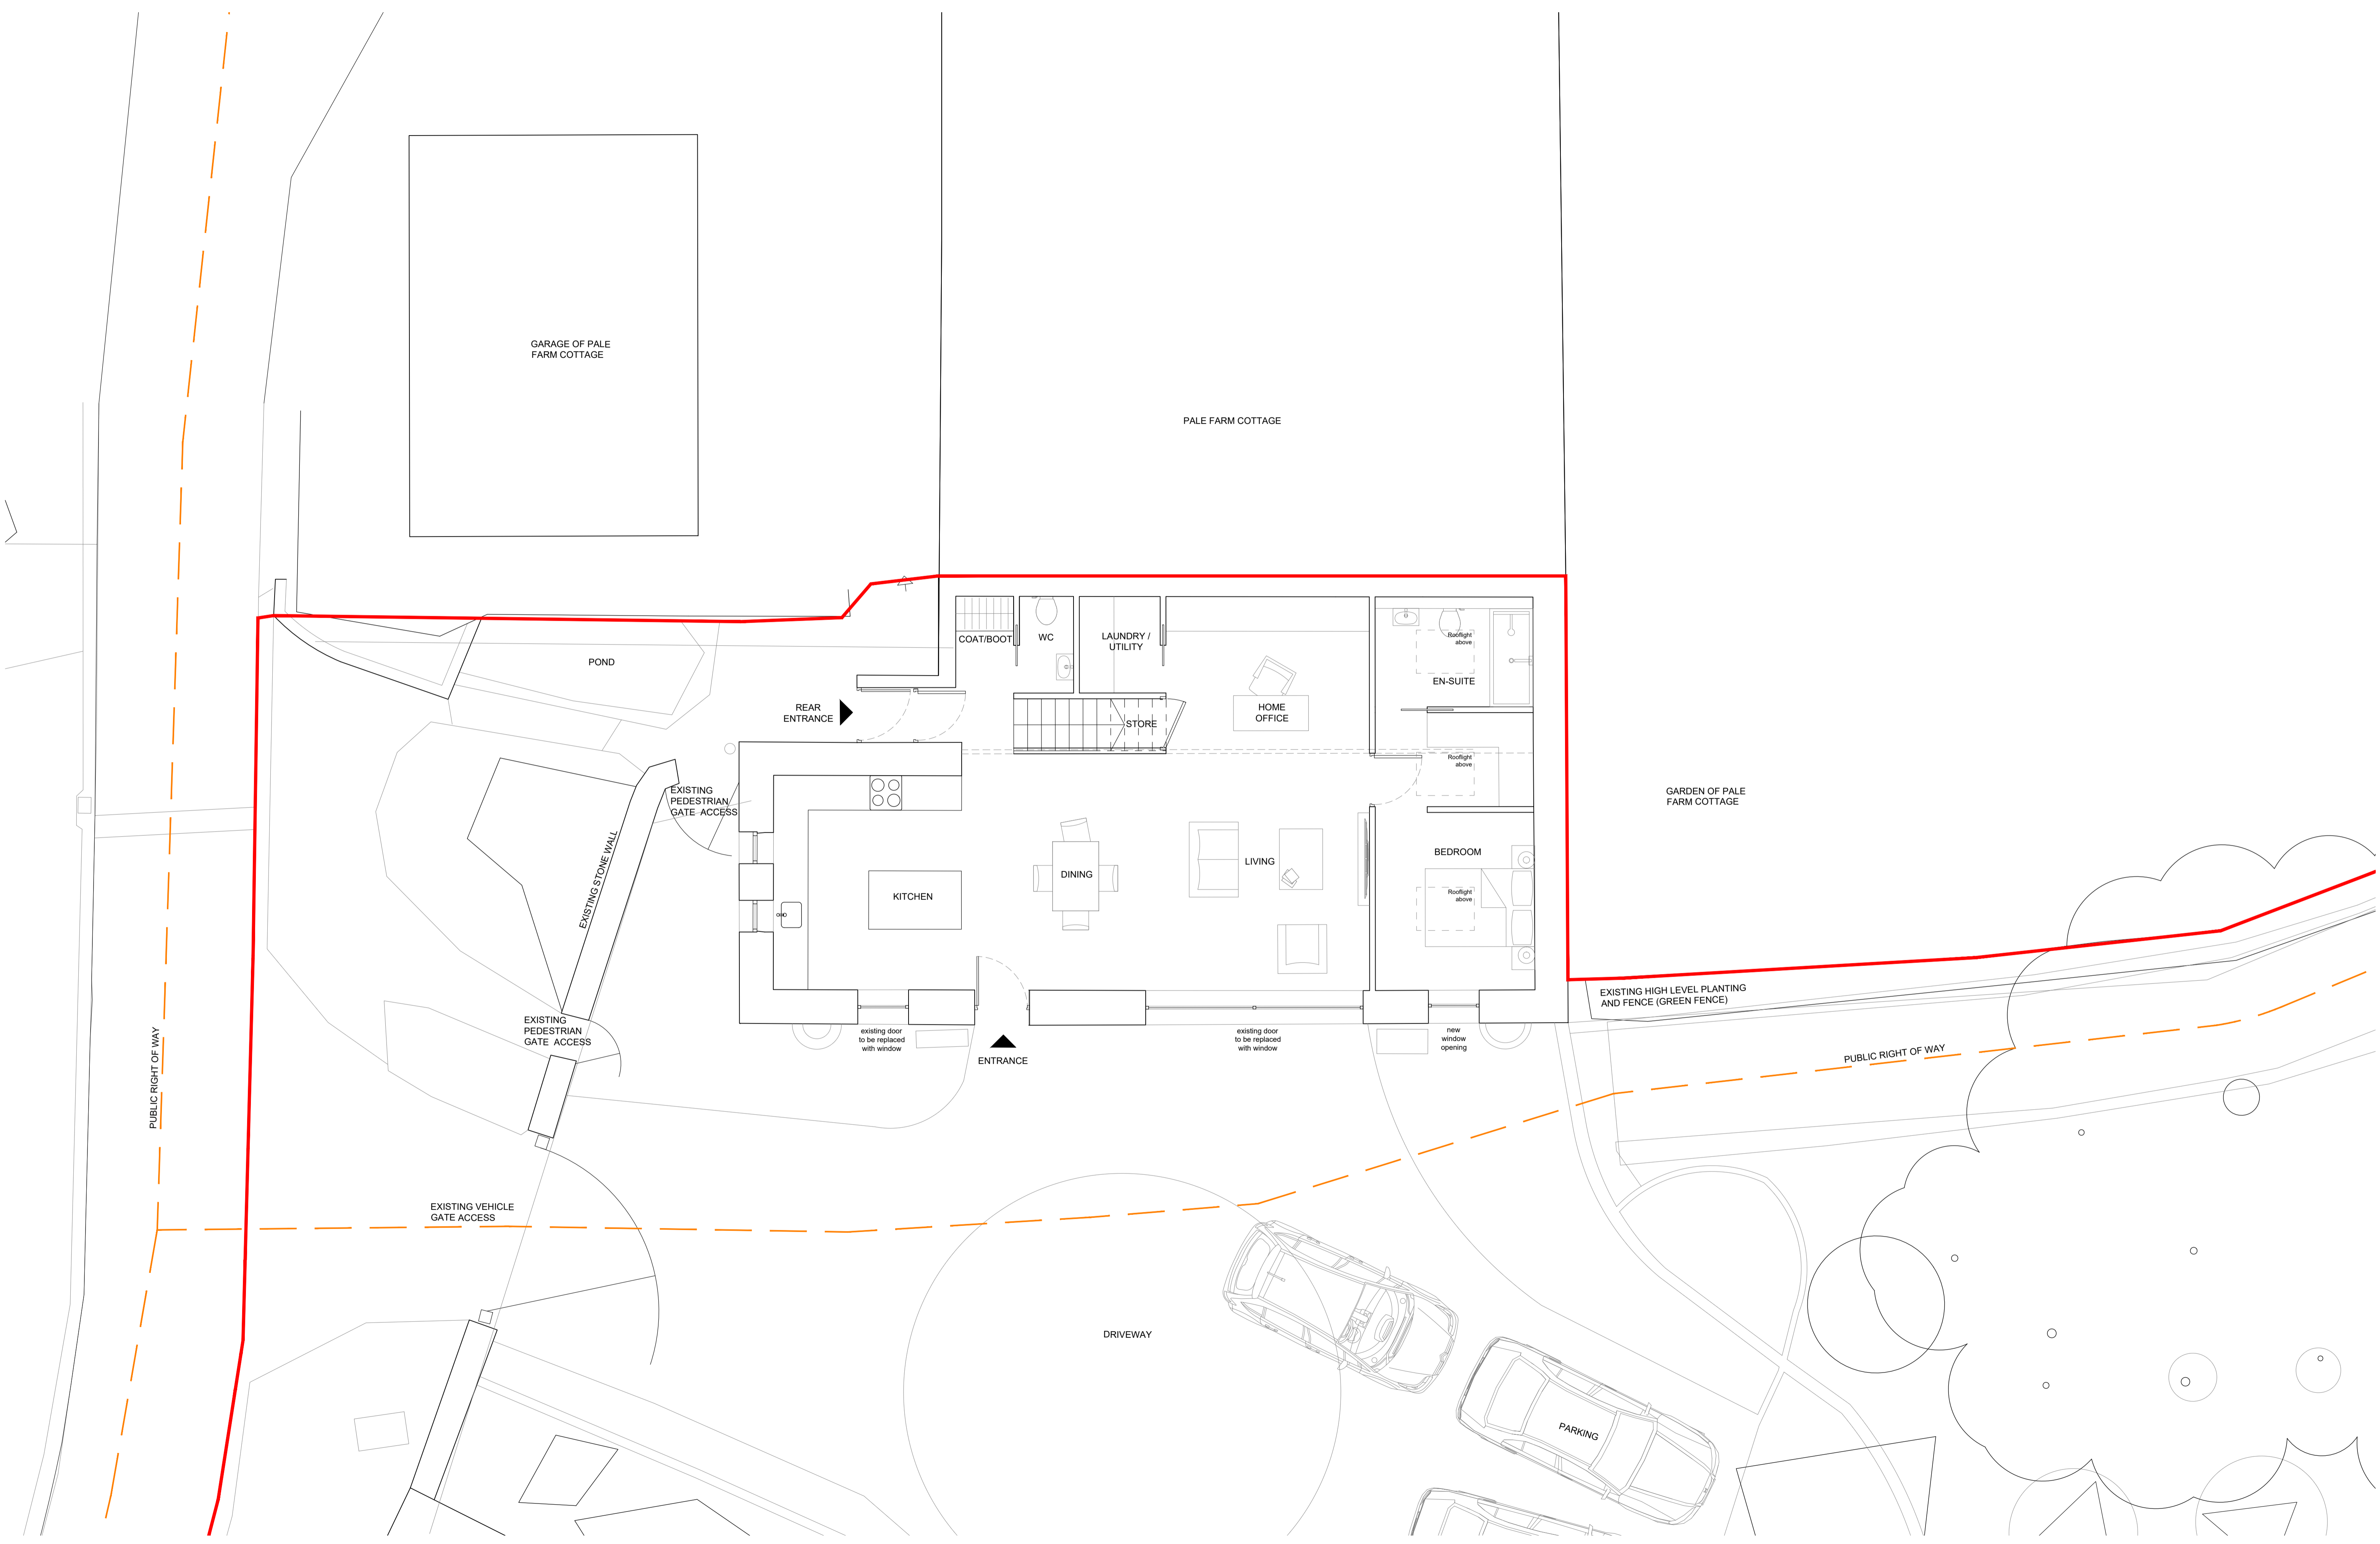 GARAGE OF PALE
FARM COTTAGE
PALE FARM COTTAGE
POND
COAT/BOOT
WC
LAUNDRY /
UTILITY
Rooflight
above
EN-SUITE
REAR
ENTRANCE
STORE
HOME
OFFICE
Rooflight
above
EXISTING
PEDESTRIAN
GATE ACCESS
GARDEN OF PALE
FARM COTTAGE
EXISTING STONE WALL
KITCHEN
DINING
LIVING
BEDROOM
Rooflight
above
EXISTING HIGH LEVEL PLANTING
AND FENCE (GREEN FENCE)
EXISTING
PEDESTRIAN
GATE ACCESS
existing door
to be replaced
with window
ENTRANCE
existing door
to be replaced
with window
new
window
opening
PUBLIC RIGHT OF WAY
PUBLIC RIGHT OF WAY
EXISTING VEHICLE
GATE ACCESS
DRIVEWAY
PARKING